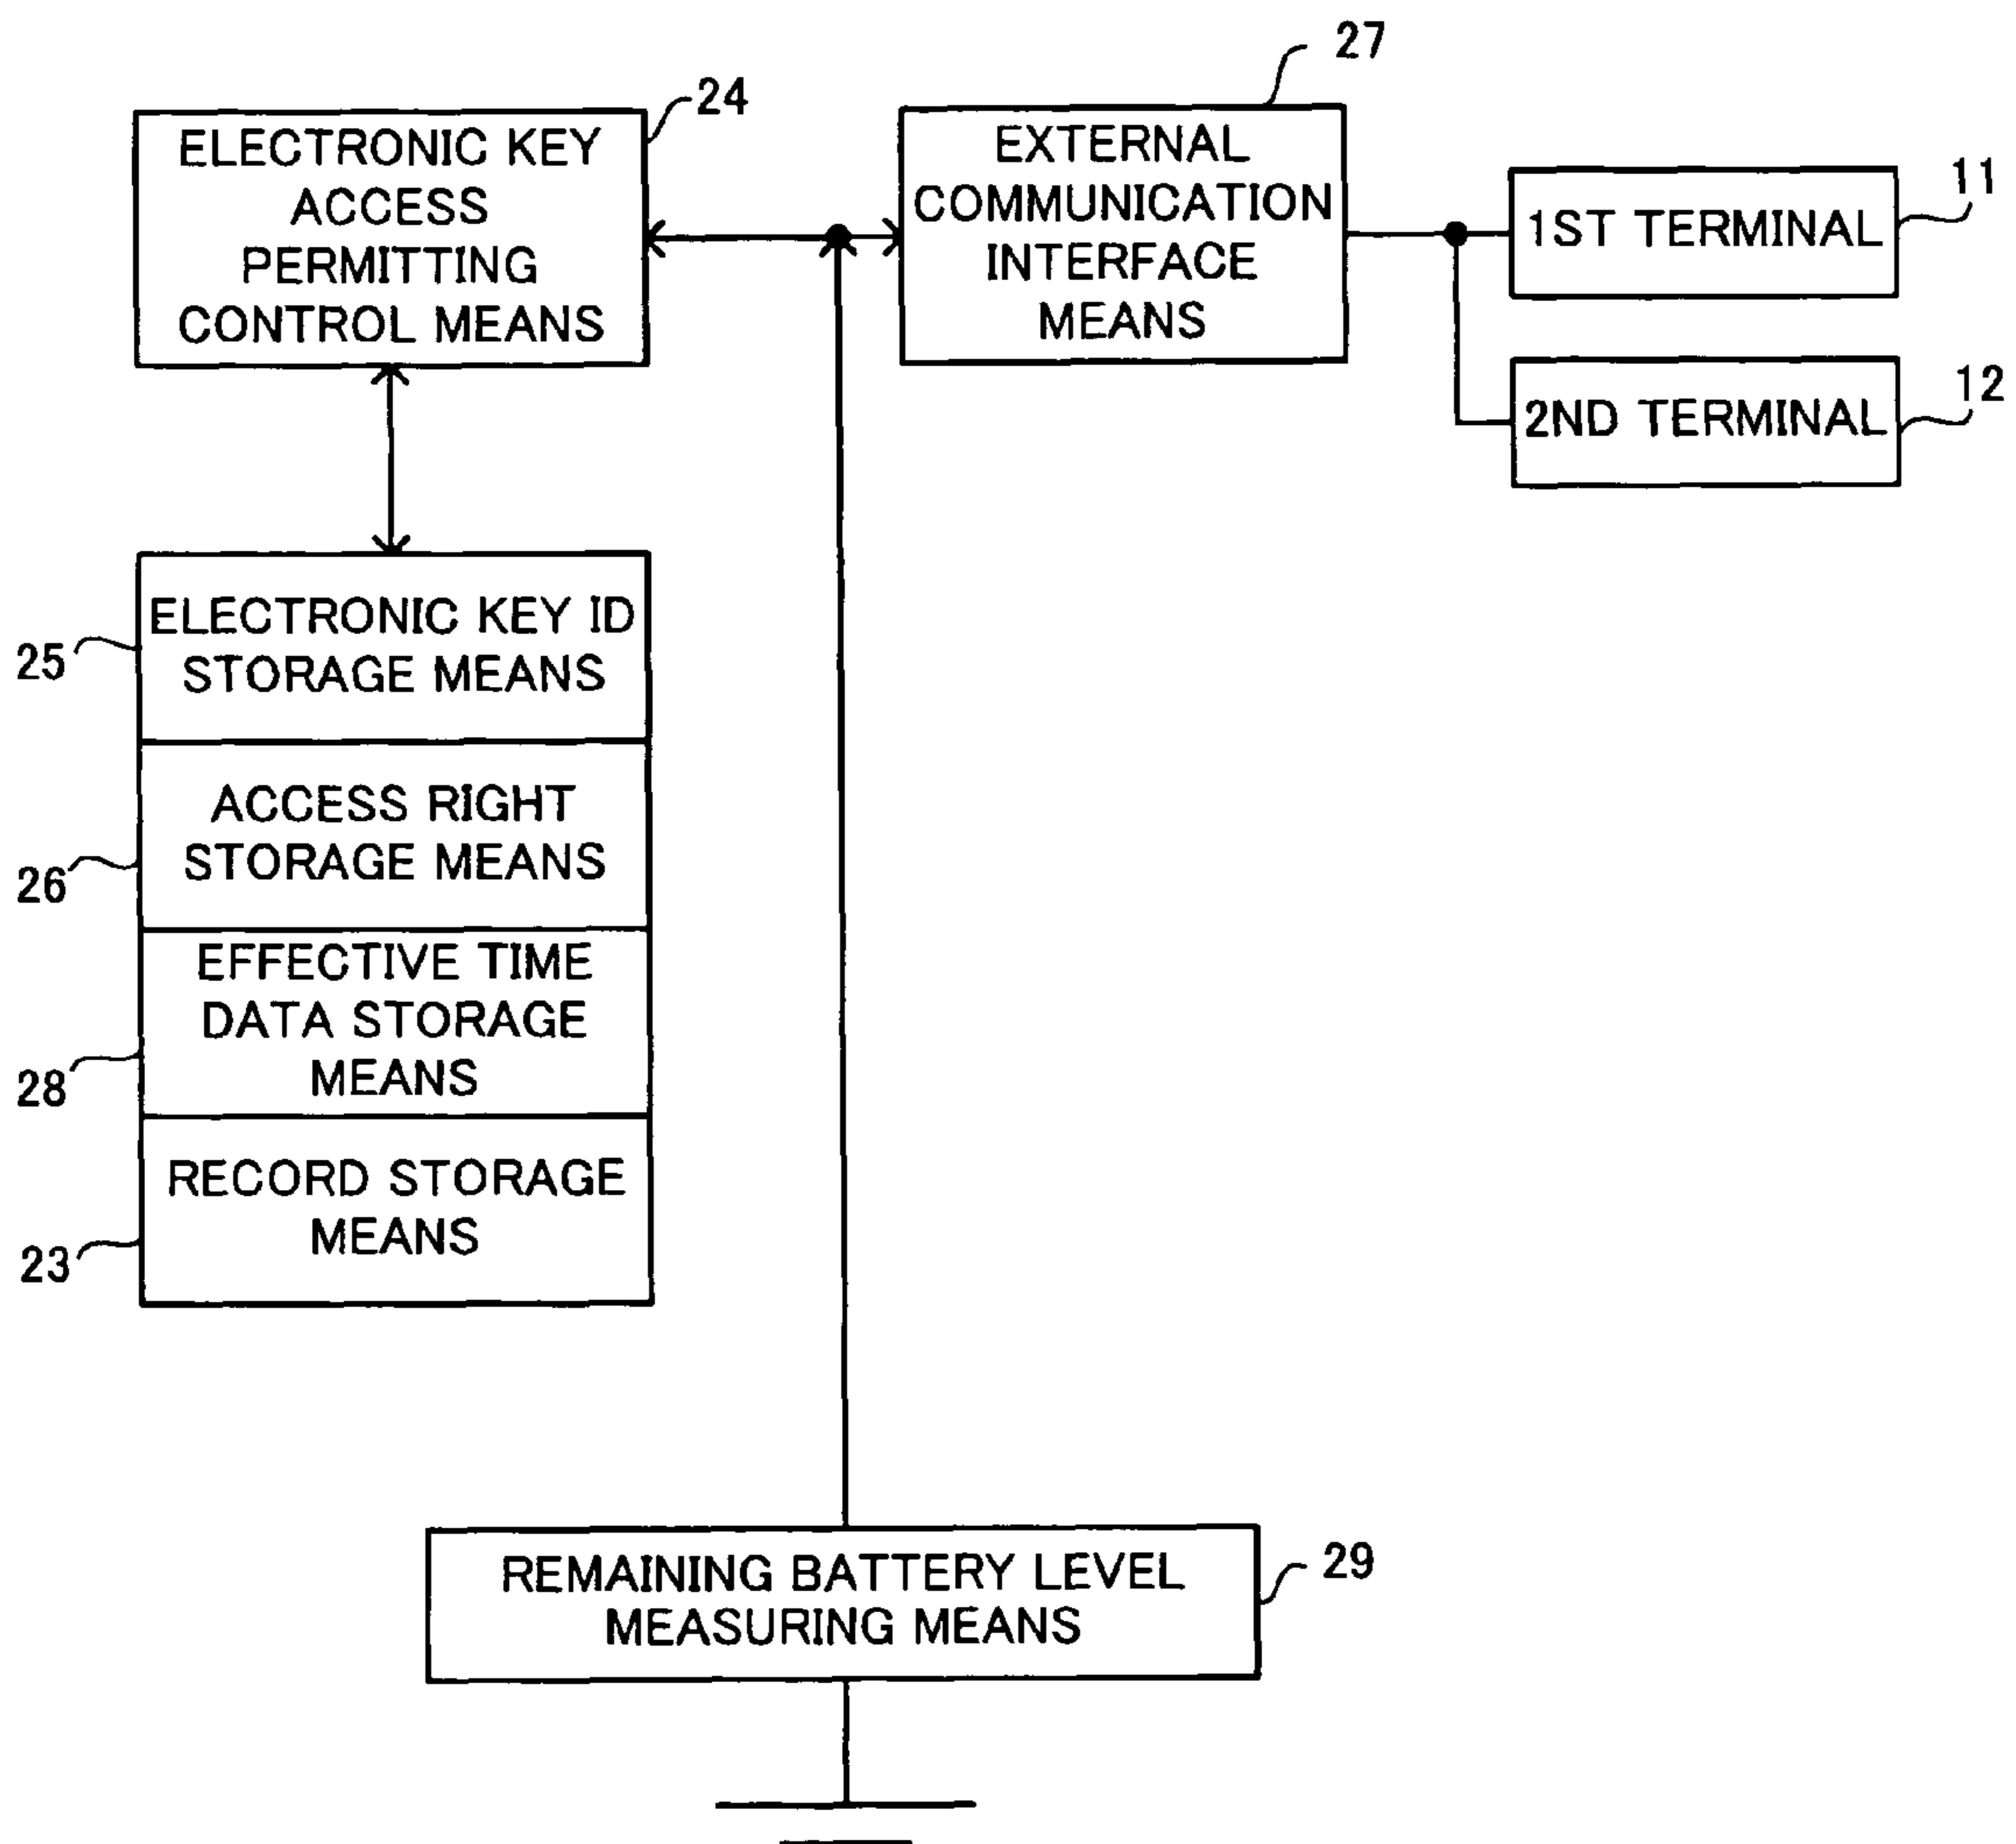 27
24
ELECTRONIC KEY
ACCESS
PERMITTING
CONTROL MEANS
EXTERNAL
COMMUNICATION
INTERFACE
MEANS
11
1ST TERMINAL
12
2ND TERMINAL
25
ELECTRONIC KEY ID
STORAGE MEANS
26
ACCESS RIGHT
STORAGE MEANS
28
EFFECTIVE TIME
DATA STORAGE
MEANS
23
RECORD STORAGE
MEANS
29
REMAINING BATTERY LEVEL
MEASURING MEANS